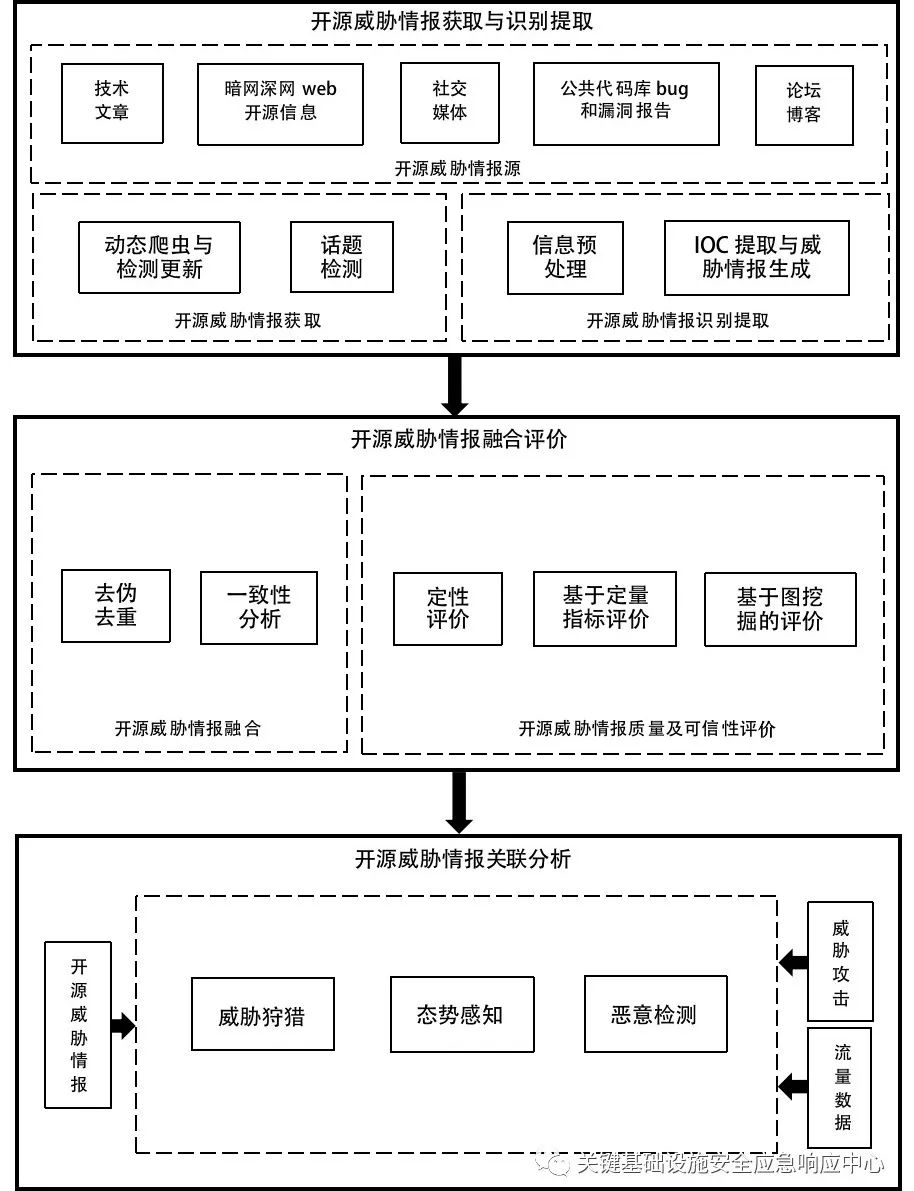 开源威胁情报获取与识别提取
技术
文章
暗网深网 web
开源信息
社交
媒体
公共代码库 bug
和漏洞报告
论坛
博客
开源威胁情报源
动态爬虫与
检测更新
话题
检测
开源威胁情报获取
信息预
处理
IOC 提取与威
胁情报生成
开源威胁情报识别提取
开源威胁情报融合评价
去伪
去重
一致性
分析
开源威胁情报融合
定性
评价
基于定量
指标评价
基于图挖
掘的评价
开源威胁情报质量及可信性评价
开源威胁情报关联分析
开源威胁情报
威胁狩猎
态势感知
恶意检测
威胁攻击
流量数据
关键基础设施安全应急响应中心